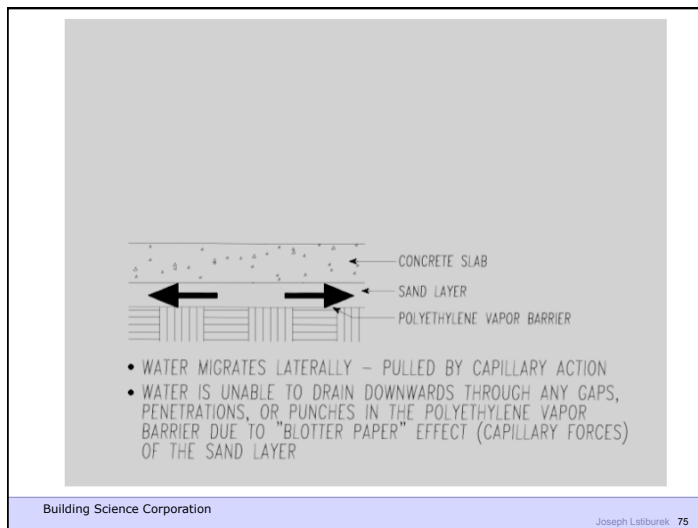 CONCRETE SLAB
SAND LAYER
POLYETHYLENE VAPOR BARRIER
• WATER MIGRATES LATERALLY – PULLED BY CAPILLARY ACTION
• WATER IS UNABLE TO DRAIN DOWNWARDS THROUGH ANY GAPS,
PENETRATIONS, OR PUNCHES IN THE POLYETHYLENE VAPOR
BARRIER DUE TO "BLOTTER PAPER" EFFECT (CAPILLARY FORCES)
OF THE SAND LAYER
Building Science Corporation
Joseph Lstiburek 75